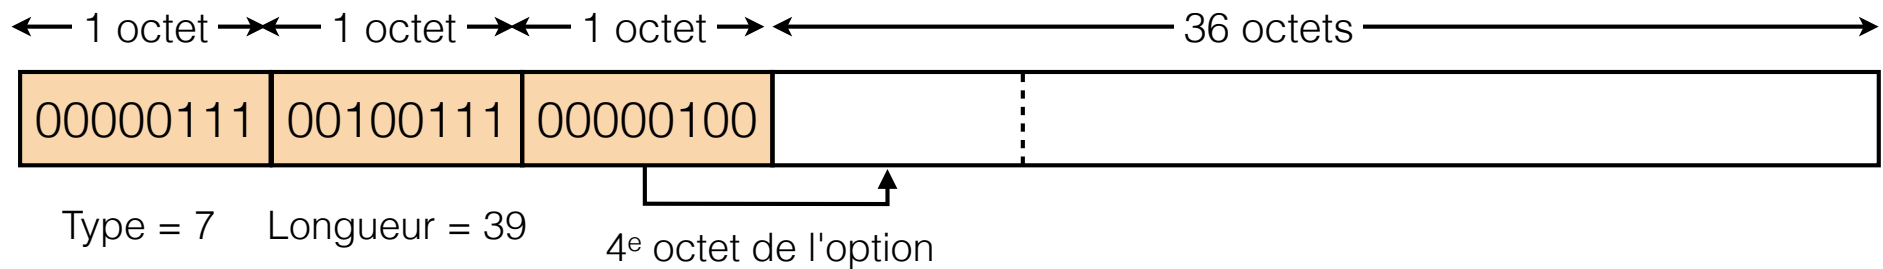 1 octet 1 octet 1 octet 36 octets
00000111 00100111 00000100
Type = 7 Longueur = 39
4e octet de l'option